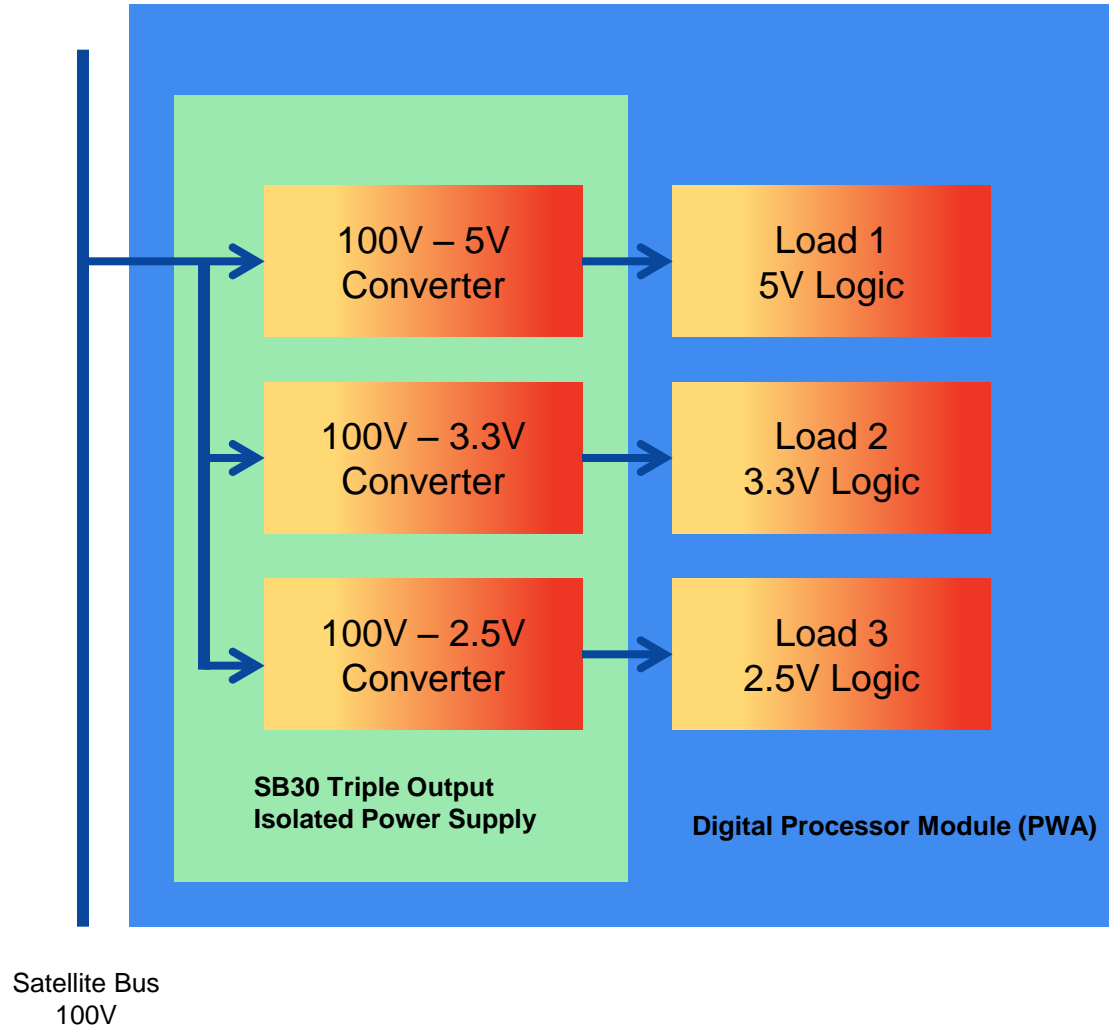 100V – 5V
Converter
Load 1
5V Logic
100V – 3.3V
Converter
Load 2
3.3V Logic
100V – 2.5V
Converter
Load 3
2.5V Logic
SB30 Triple Output
Isolated Power Supply
Digital Processor Module (PWA)
Satellite Bus
100V